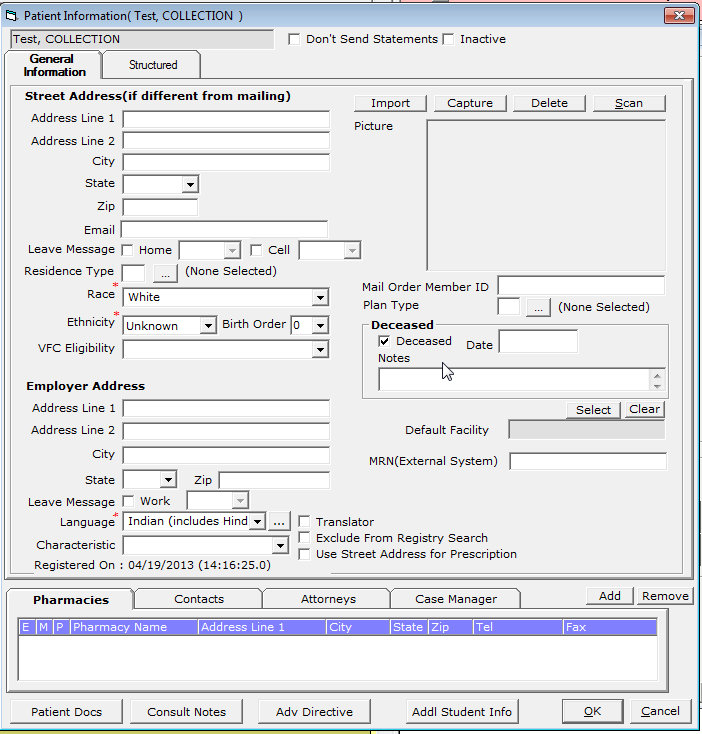 Patient Information( Test, COLLECTION )
Test, COLLECTION
Don't Send Statements
Inactive
General Information
Structured
Street Address(if different from mailing)
Import
Capture
Delete
Scan
Address Line 1
Picture
Address Line 2
City
State
Zip
Email
Leave Message
Home
Cell
Residence Type
...
(None Selected)
Mail Order Member ID
*
Race
White
Plan Type
...
(None Selected)
*
Ethnicity
Unknown
Birth Order
0
Deceased
Deceased
Date
VFC Eligibility
Notes
Employer Address
Address Line 1
Select
Clear
Address Line 2
Default Facility
City
MRN(External System)
State
Zip
Leave Message
Work
*
Language
Indian (includes Hind
...
Translator
Characteristic
Exclude From Registry Search
Use Street Address for Prescription
Registered On : 04/19/2013 (14:16:25.0)
Pharmacies
Contacts
Attorneys
Case Manager
Add
Remove
E
M
P
Pharmacy Name
Address Line 1
City
State
Zip
Tel
Fax
Patient Docs
Consult Notes
Adv Directive
Addl Student Info
OK
Cancel